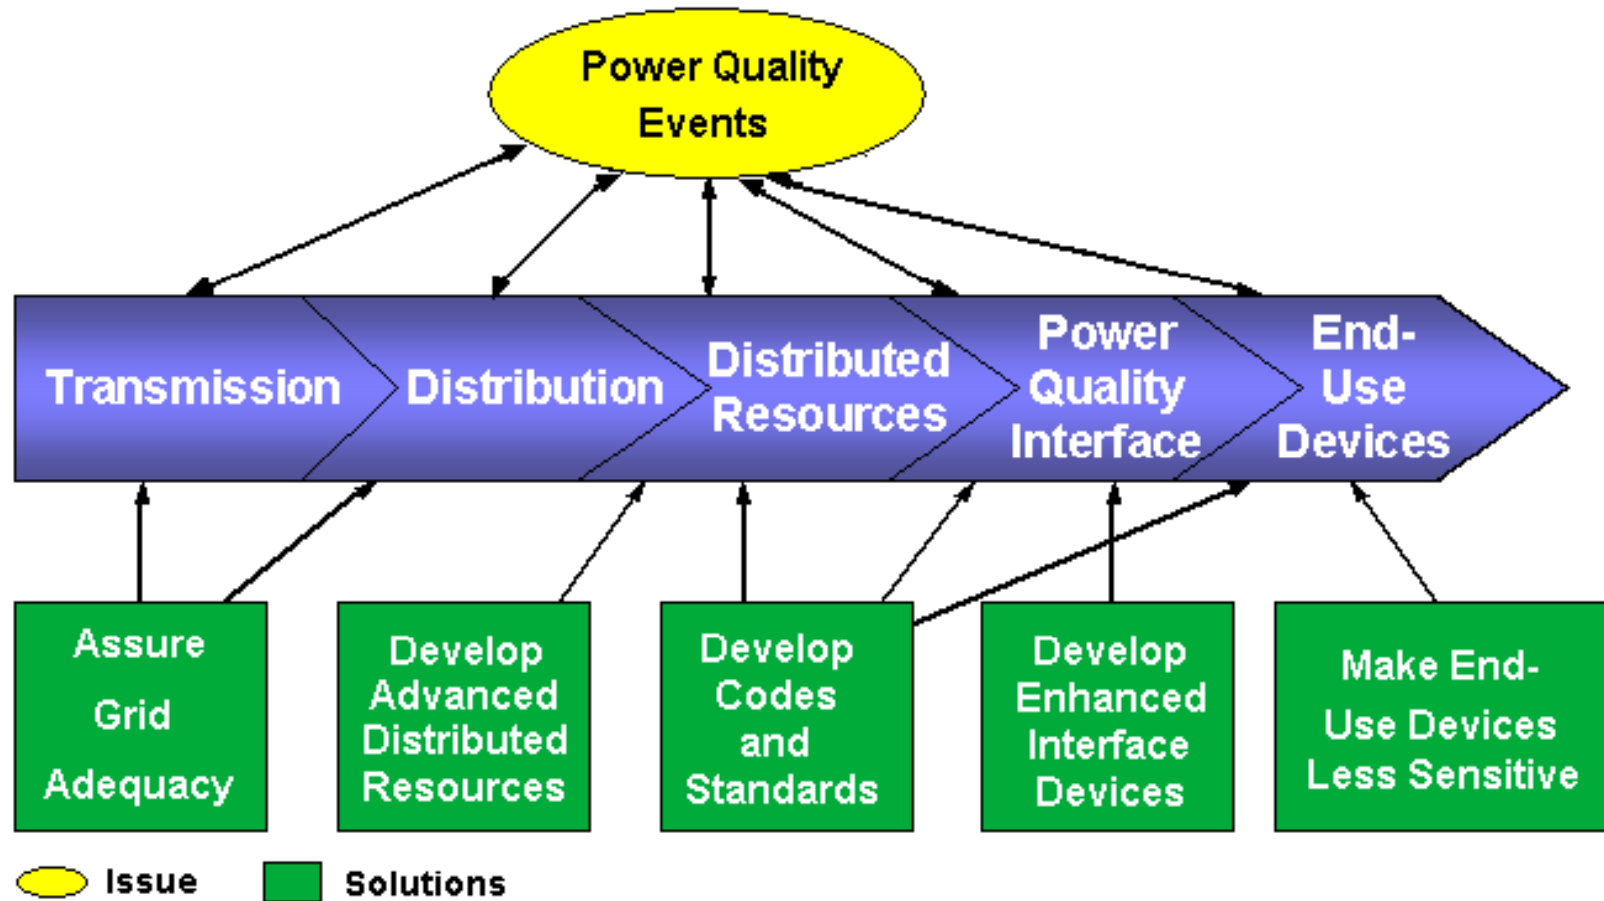 Power Quality
Events
Transmission
Distribution
Distributed
Resources
Power
Quality
Interface
End-
Use
Devices
Assure
Grid
Adequacy
Develop
Advanced
Distributed
Resources
Develop
Codes
and
Standards
Develop
Enhanced
Interface
Devices
Make End-
Use Devices
Less Sensitive
Issue
Solutions